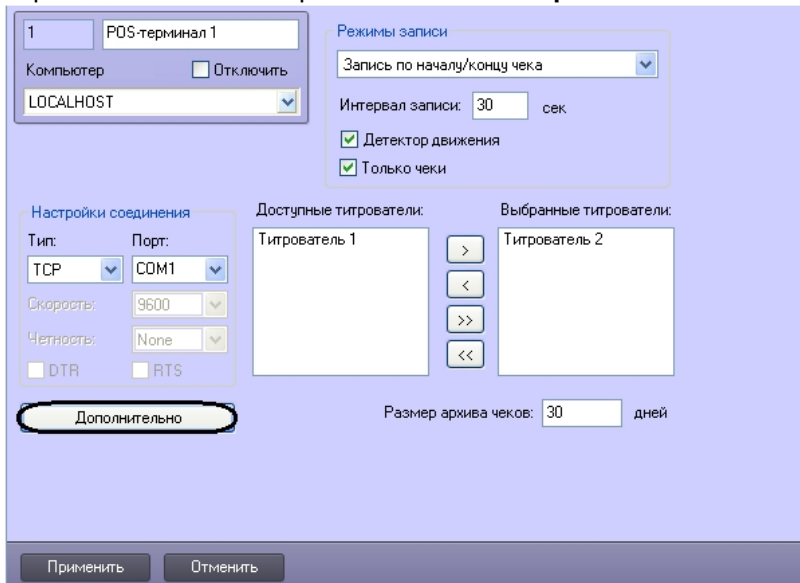 1 POS-терминал 1
Компьютер Отключить
LOCALHOST
Режимы записи
Запись по началу/концу чека
Интервал записи: 30 сек
Детектор движения
Только чеки
Настройки соединения
Тип: Порт:
TCP COM1
Скорость: 9600
Четность: None
DTR RTS
Дополнительно
Доступные титрователи:
Титрователь 1
>
<
>>
<<
Выбранные титрователи:
Титрователь 2
Размер архива чеков: 30 дней
Применить Отменить